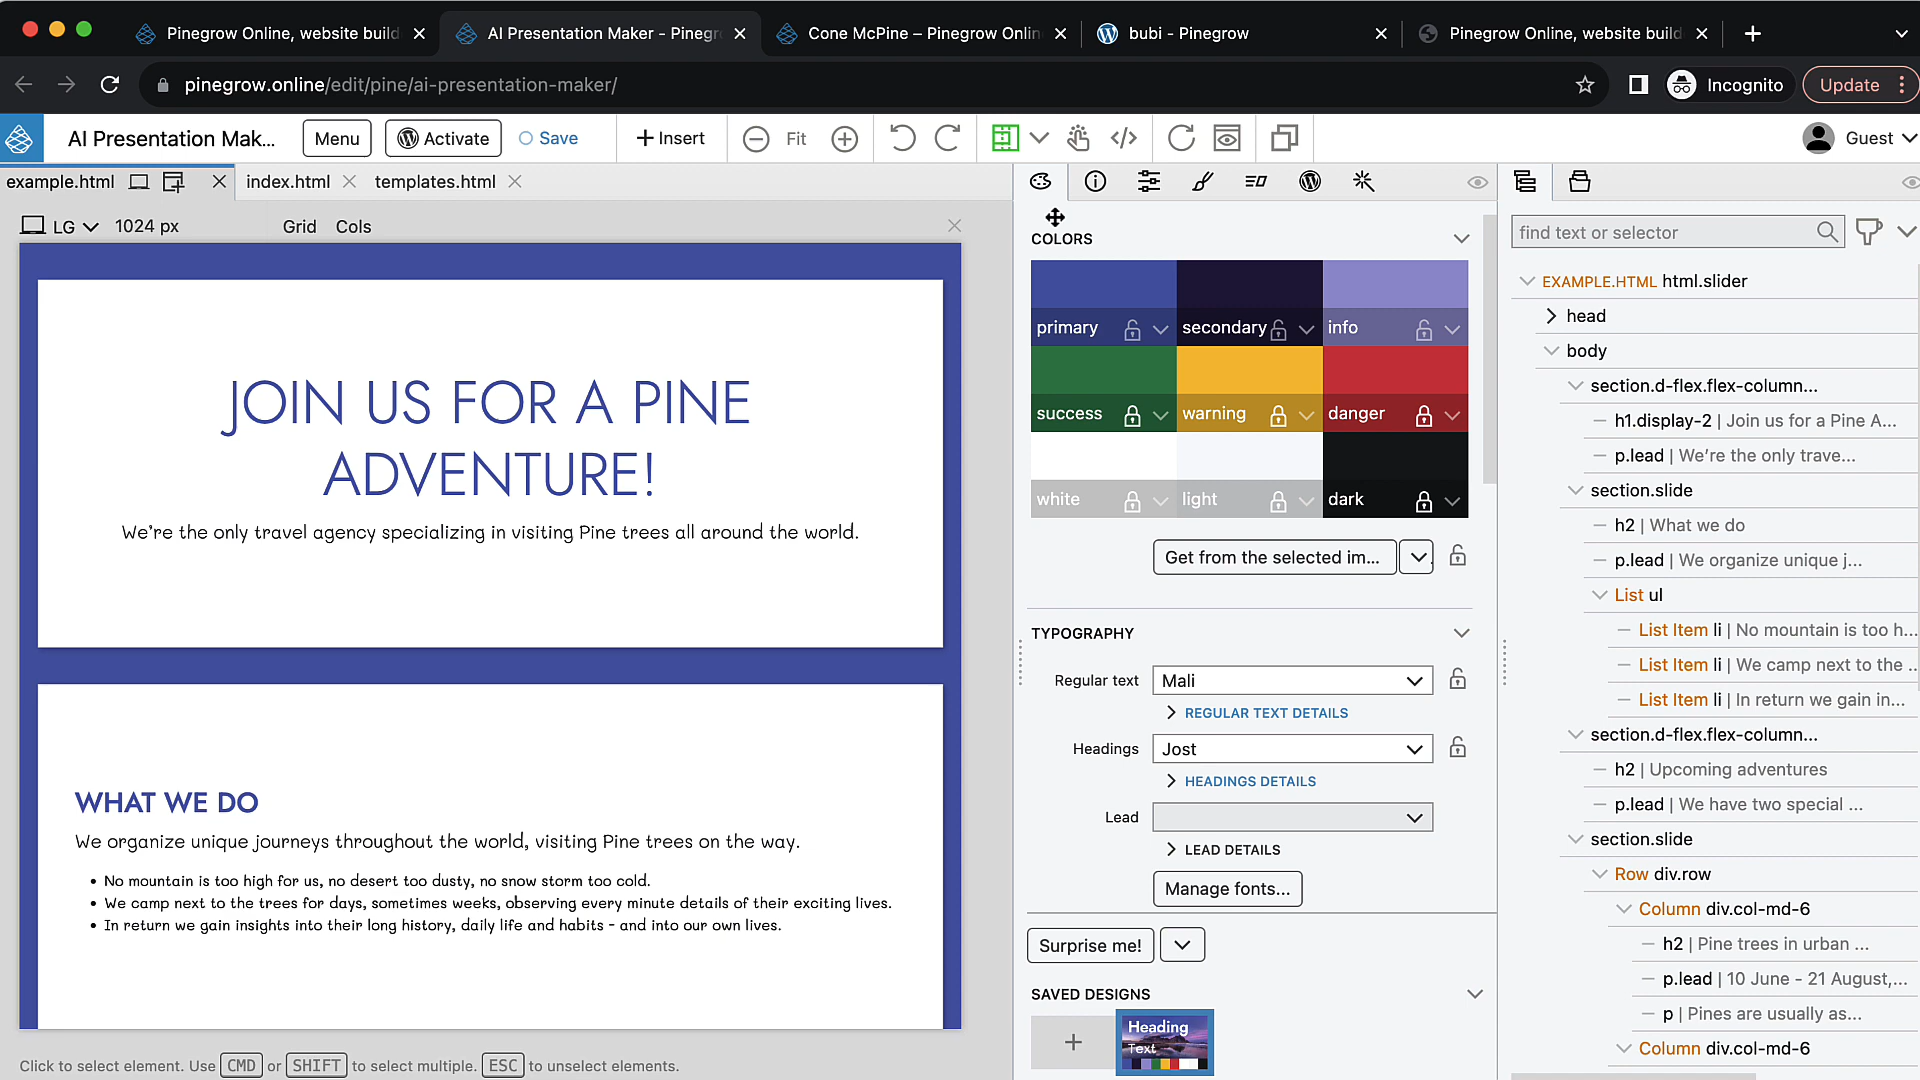 Pinegrow Online, website build
AI Presentation Maker - Pinegr
Cone McPine – Pinegrow Onlin
bubi - Pinegrow
Pinegrow Online, website build
pinegrow.online/edit/pine/ai-presentation-maker/
Incognito
Update
AI Presentation Mak...
Menu
Activate
Save
+ Insert
Fit
Guest
example.html
index.html
templates.html
LG
1024 px
Grid
Cols
JOIN US FOR A PINE
ADVENTURE!
We're the only travel agency specializing in visiting Pine trees all around the world.
WHAT WE DO
We organize unique journeys throughout the world, visiting Pine trees on the way.
• No mountain is too high for us, no desert too dusty, no snow storm too cold.
• We camp next to the trees for days, sometimes weeks, observing every minute details of their exciting lives.
• In return we gain insights into their long history, daily life and habits - and into our own lives.
Click to select element. Use CMD or SHIFT to select multiple. ESC to unselect elements.
COLORS
primary
secondary
info
success
warning
danger
white
light
dark
Get from the selected im...
TYPOGRAPHY
Regular text
Mali
REGULAR TEXT DETAILS
Headings
Jost
HEADINGS DETAILS
Lead
LEAD DETAILS
Manage fonts...
Surprise me!
SAVED DESIGNS
+
Heading
Text
find text or selector
EXAMPLE.HTML html.slider
head
body
section.d-flex.flex-column...
h1.display-2 | Join us for a Pine A...
p.lead | We're the only trave...
section.slide
h2 | What we do
p.lead | We organize unique j...
List ul
List Item li | No mountain is too h...
List Item li | We camp next to the ..
List Item li | In return we gain in...
section.d-flex.flex-column...
h2 | Upcoming adventures
p.lead | We have two special ...
section.slide
Row div.row
Column div.col-md-6
h2 | Pine trees in urban ...
p.lead | 10 June - 21 August,...
p | Pines are usually as...
Column div.col-md-6